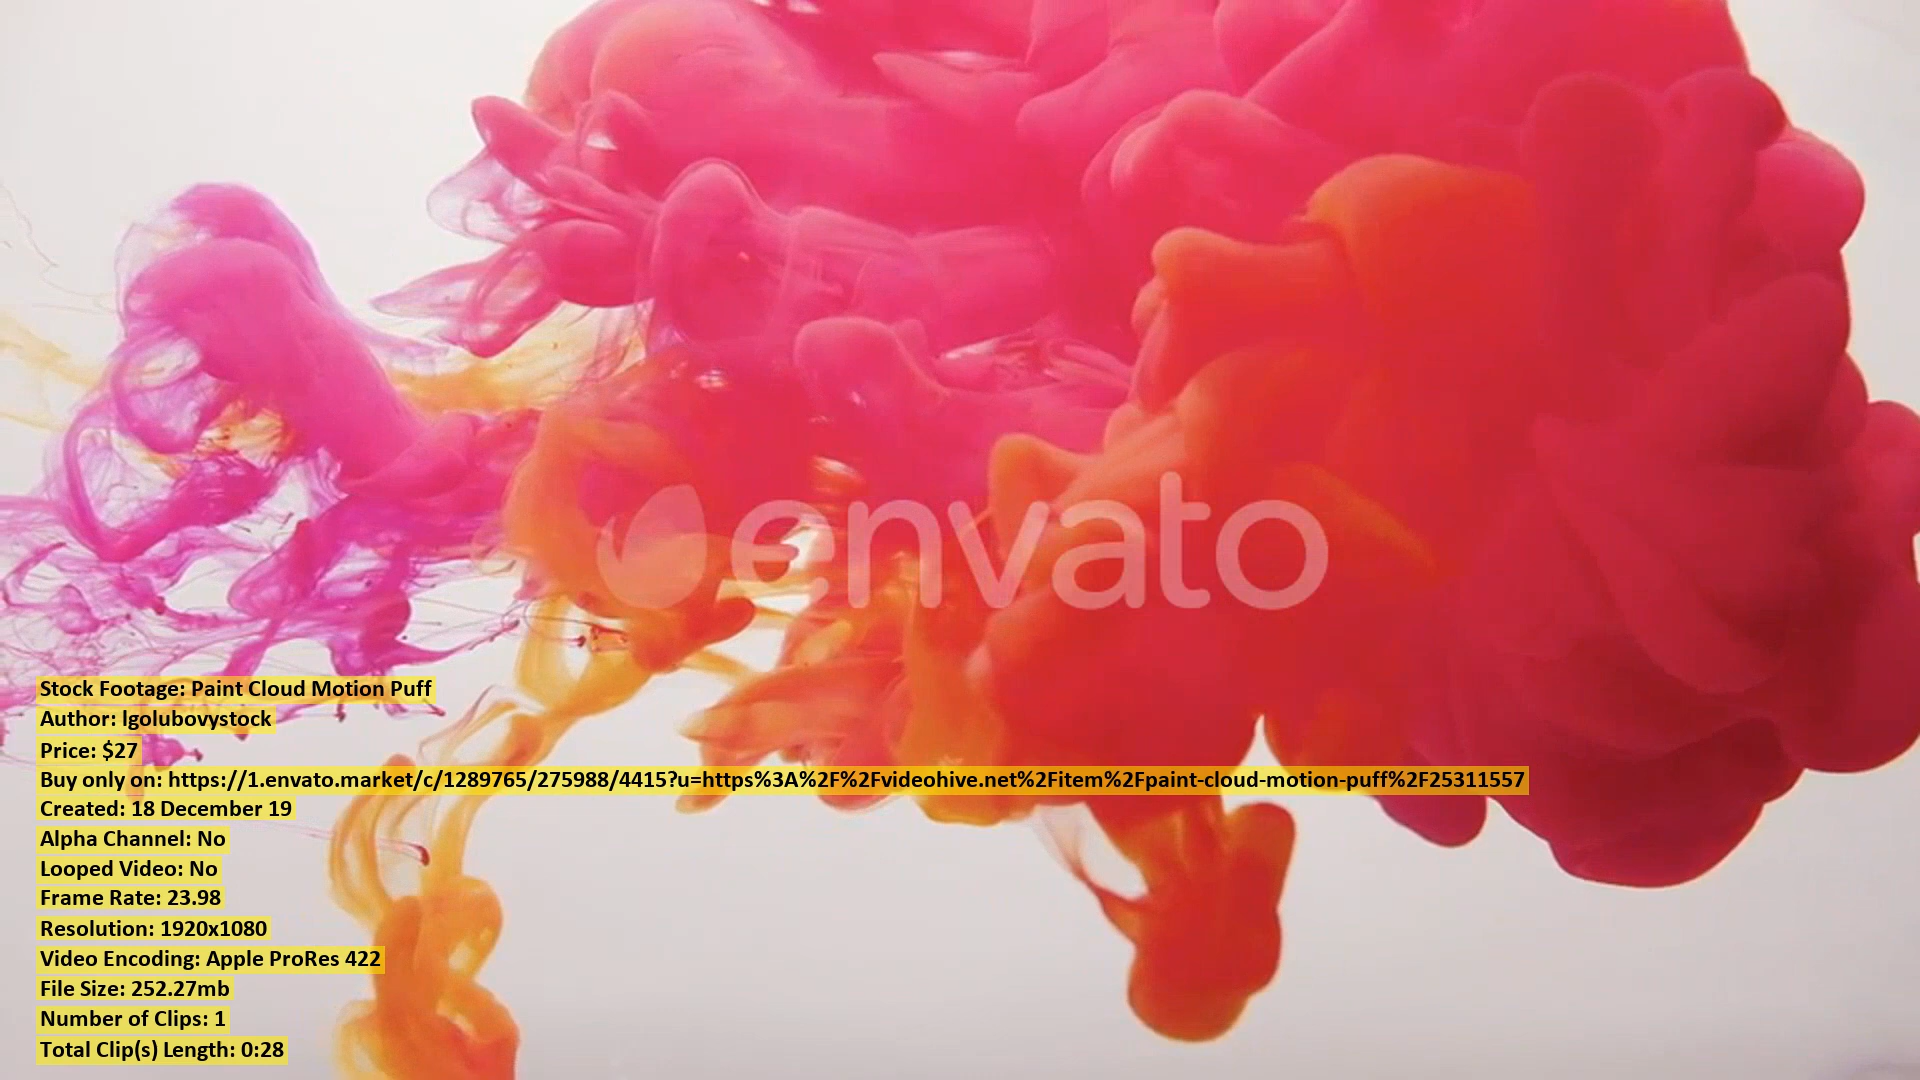 envato
Stock Footage: Paint Cloud Motion Puff
Author: lgolubovystock
Price: $27
Buy only on: https://1.envato.market/c/1289765/275988/4415?u=https%3A%2F%2Fvideohive.net%2Fitem%2Fpaint-cloud-motion-puff%2F25311557
Created: 18 December 19
Alpha Channel: No
Looped Video: No
Frame Rate: 23.98
Resolution: 1920x1080
Video Encoding: Apple ProRes 422
File Size: 252.27mb
Number of Clips: 1
Total Clip(s) Length: 0:28